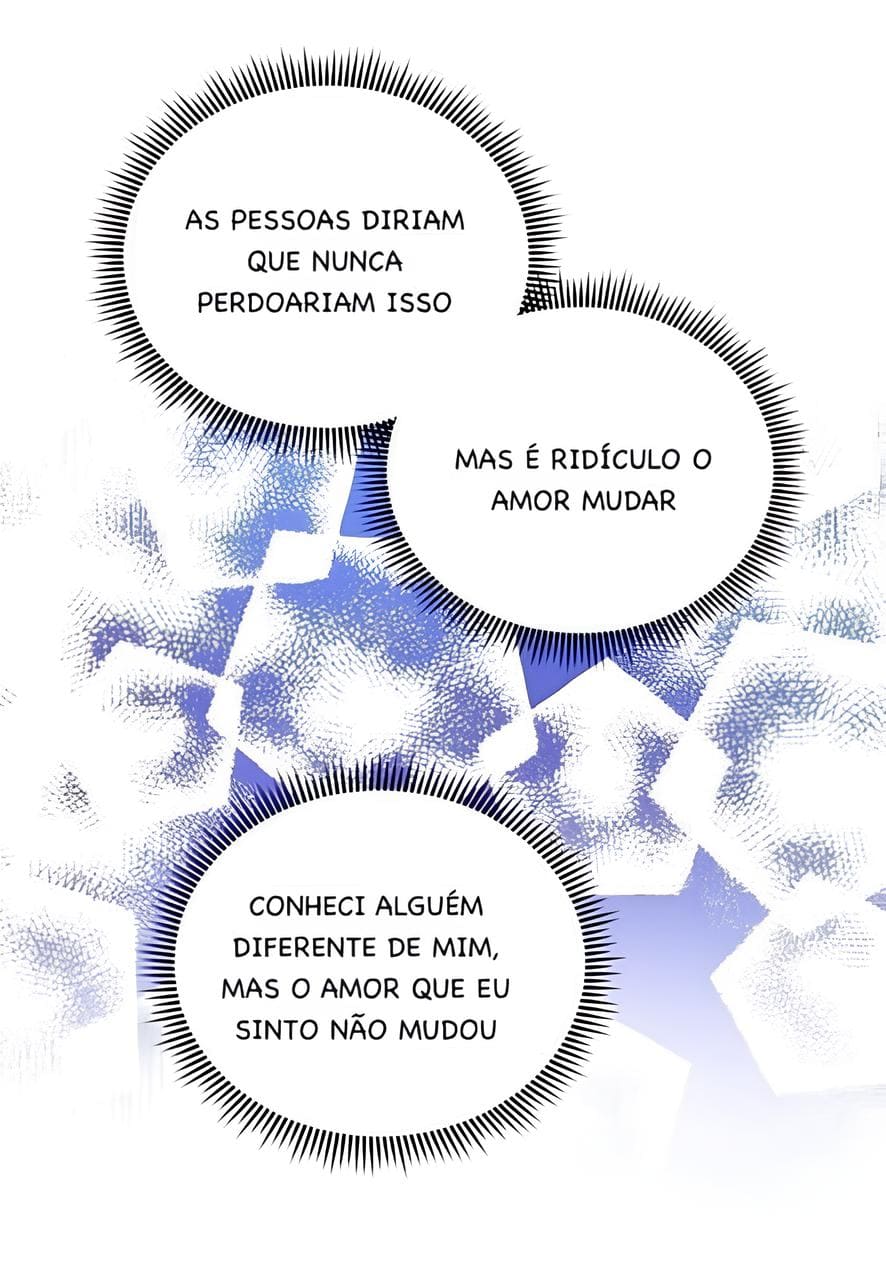 AS PESSOAS DIRIAM
QUE NUNCA
PERDOARIAM ISSO
MAS É RIDÍCULO O
AMOR MUDAR
CONHECI ALGUÉM
DIFERENTE DE MIM,
MAS O AMOR QUE EU
SINTO NÃO MUDOU